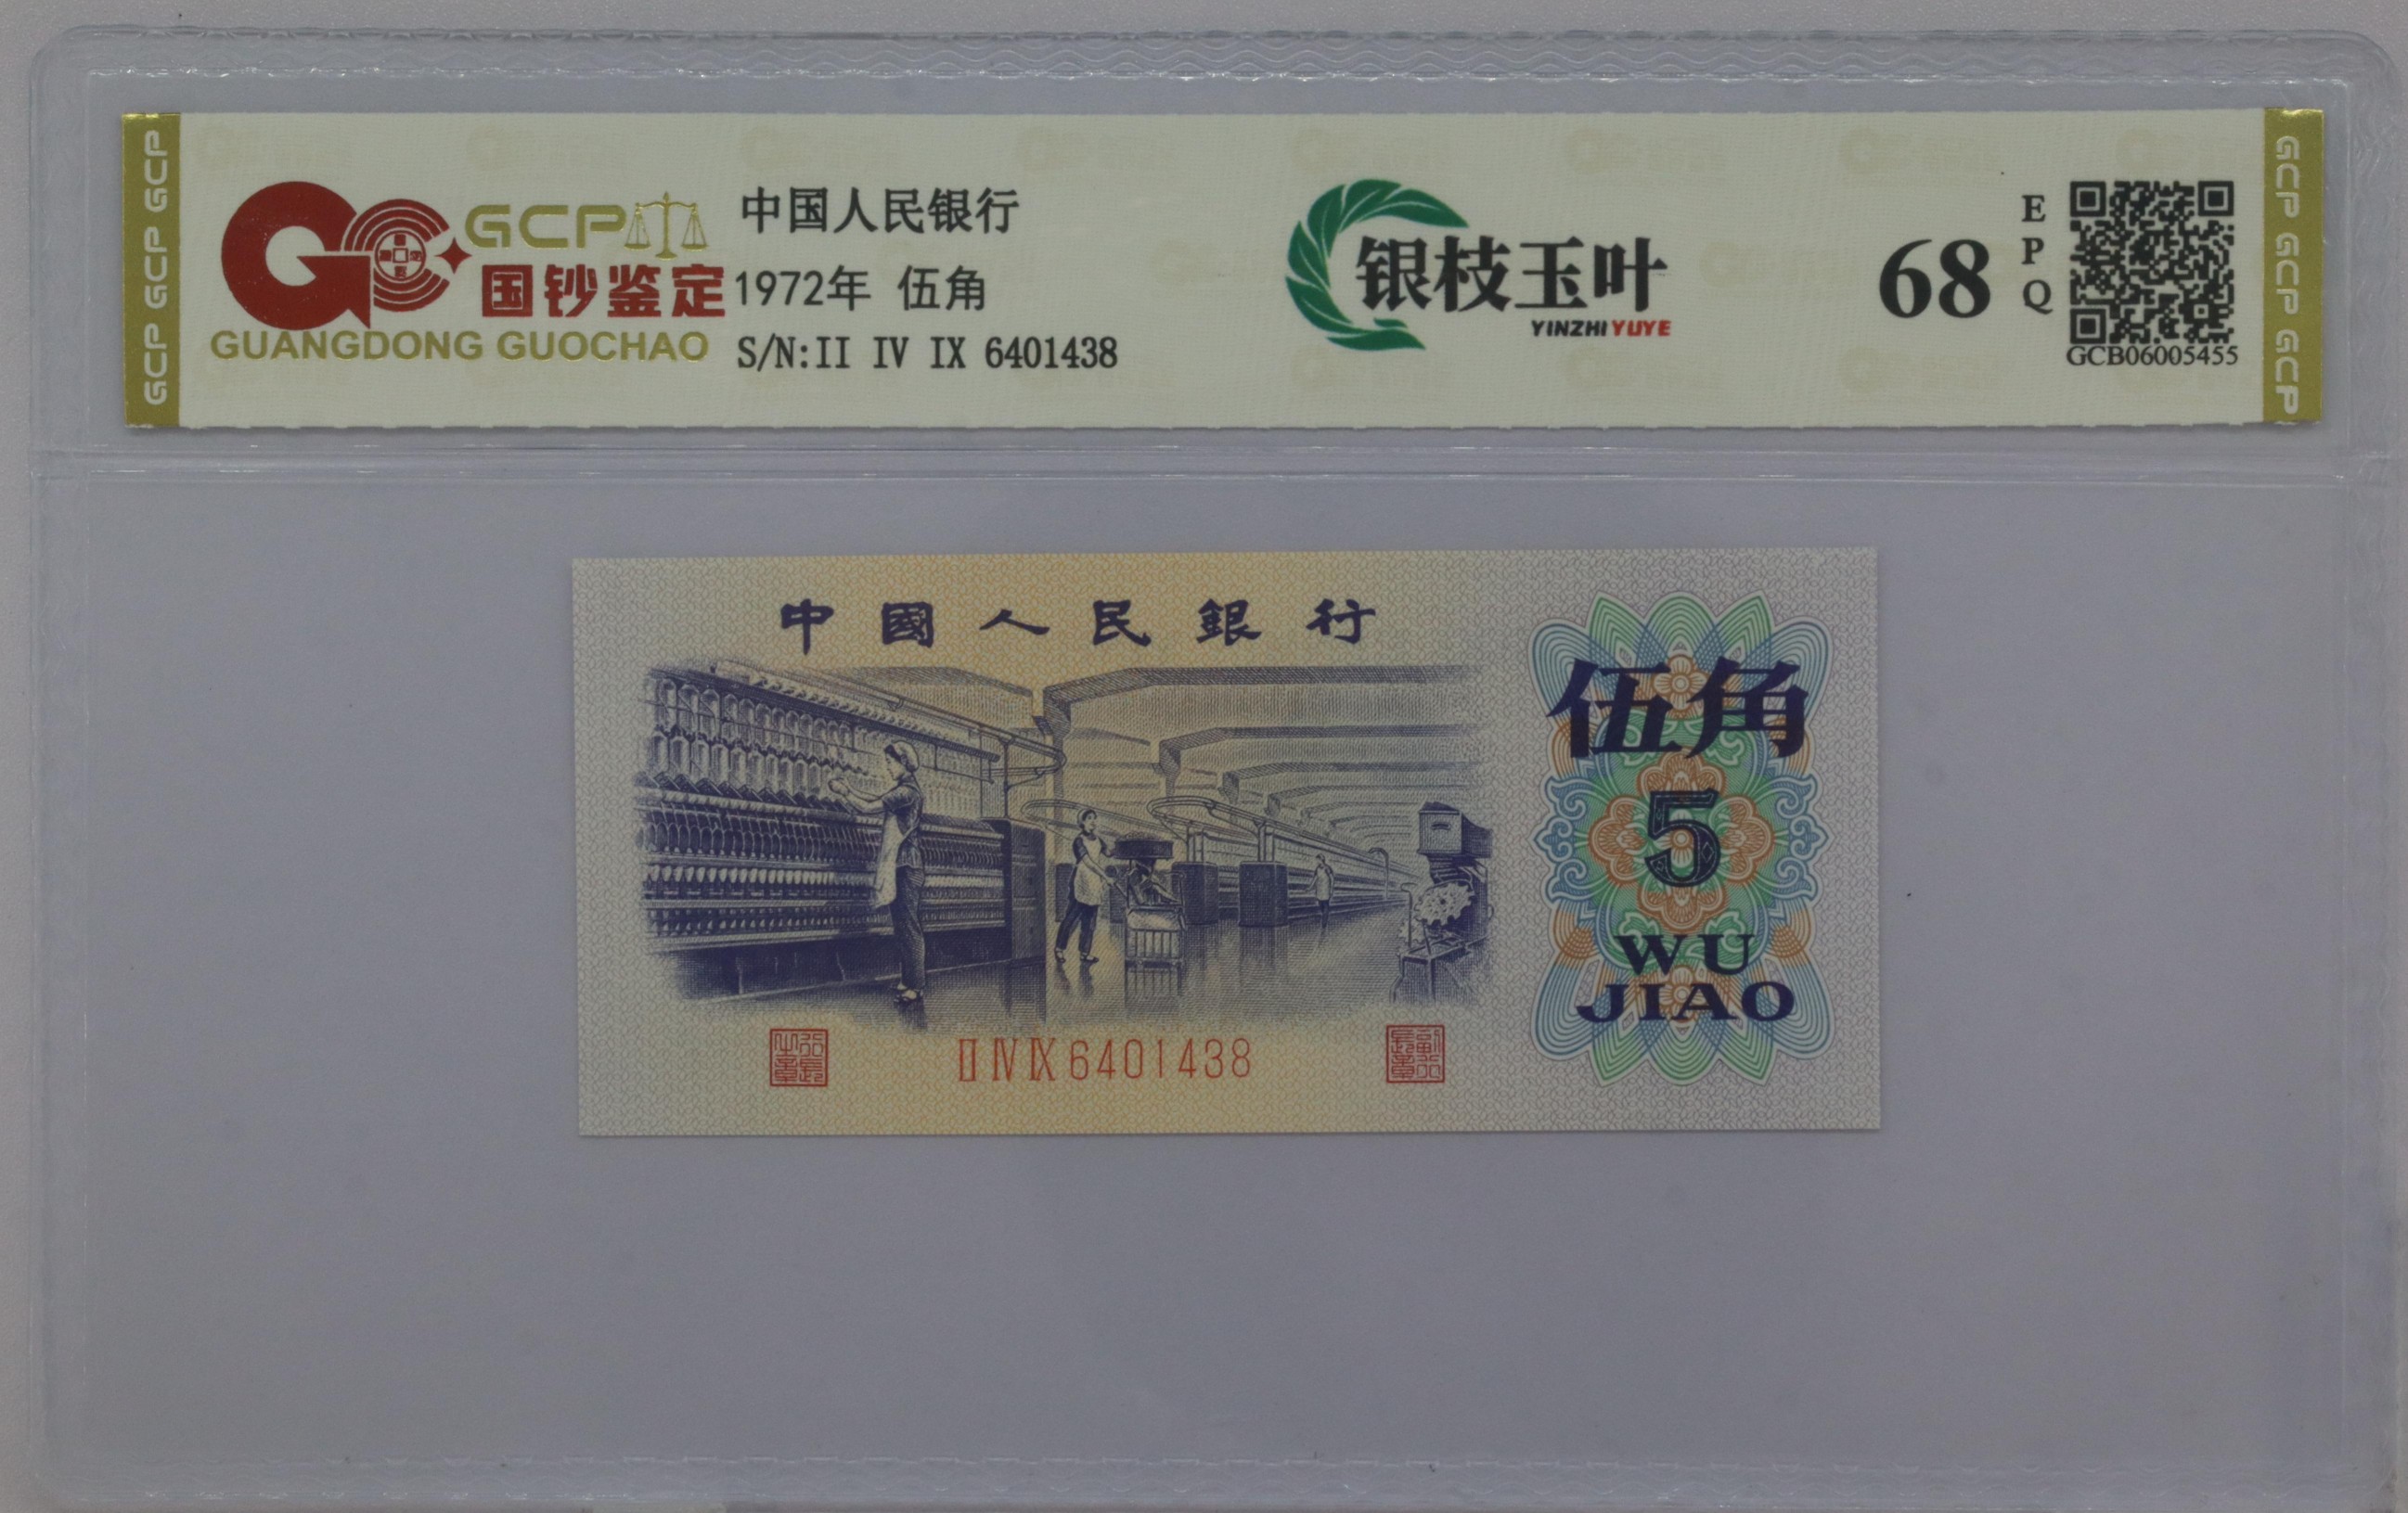 GCP GCP GCP
GCP
国钞鉴定
GUANGDONG GUOCHAO
中国人民银行
1972年 伍角
S/N:II IV IX 6401438
银枝玉叶
YINZHIYUYE
68
E
P
Q
GCB06005455
GCP GCP GCP
中國人民銀行
伍角
5
WU
JIAO
II IV IX 6401438